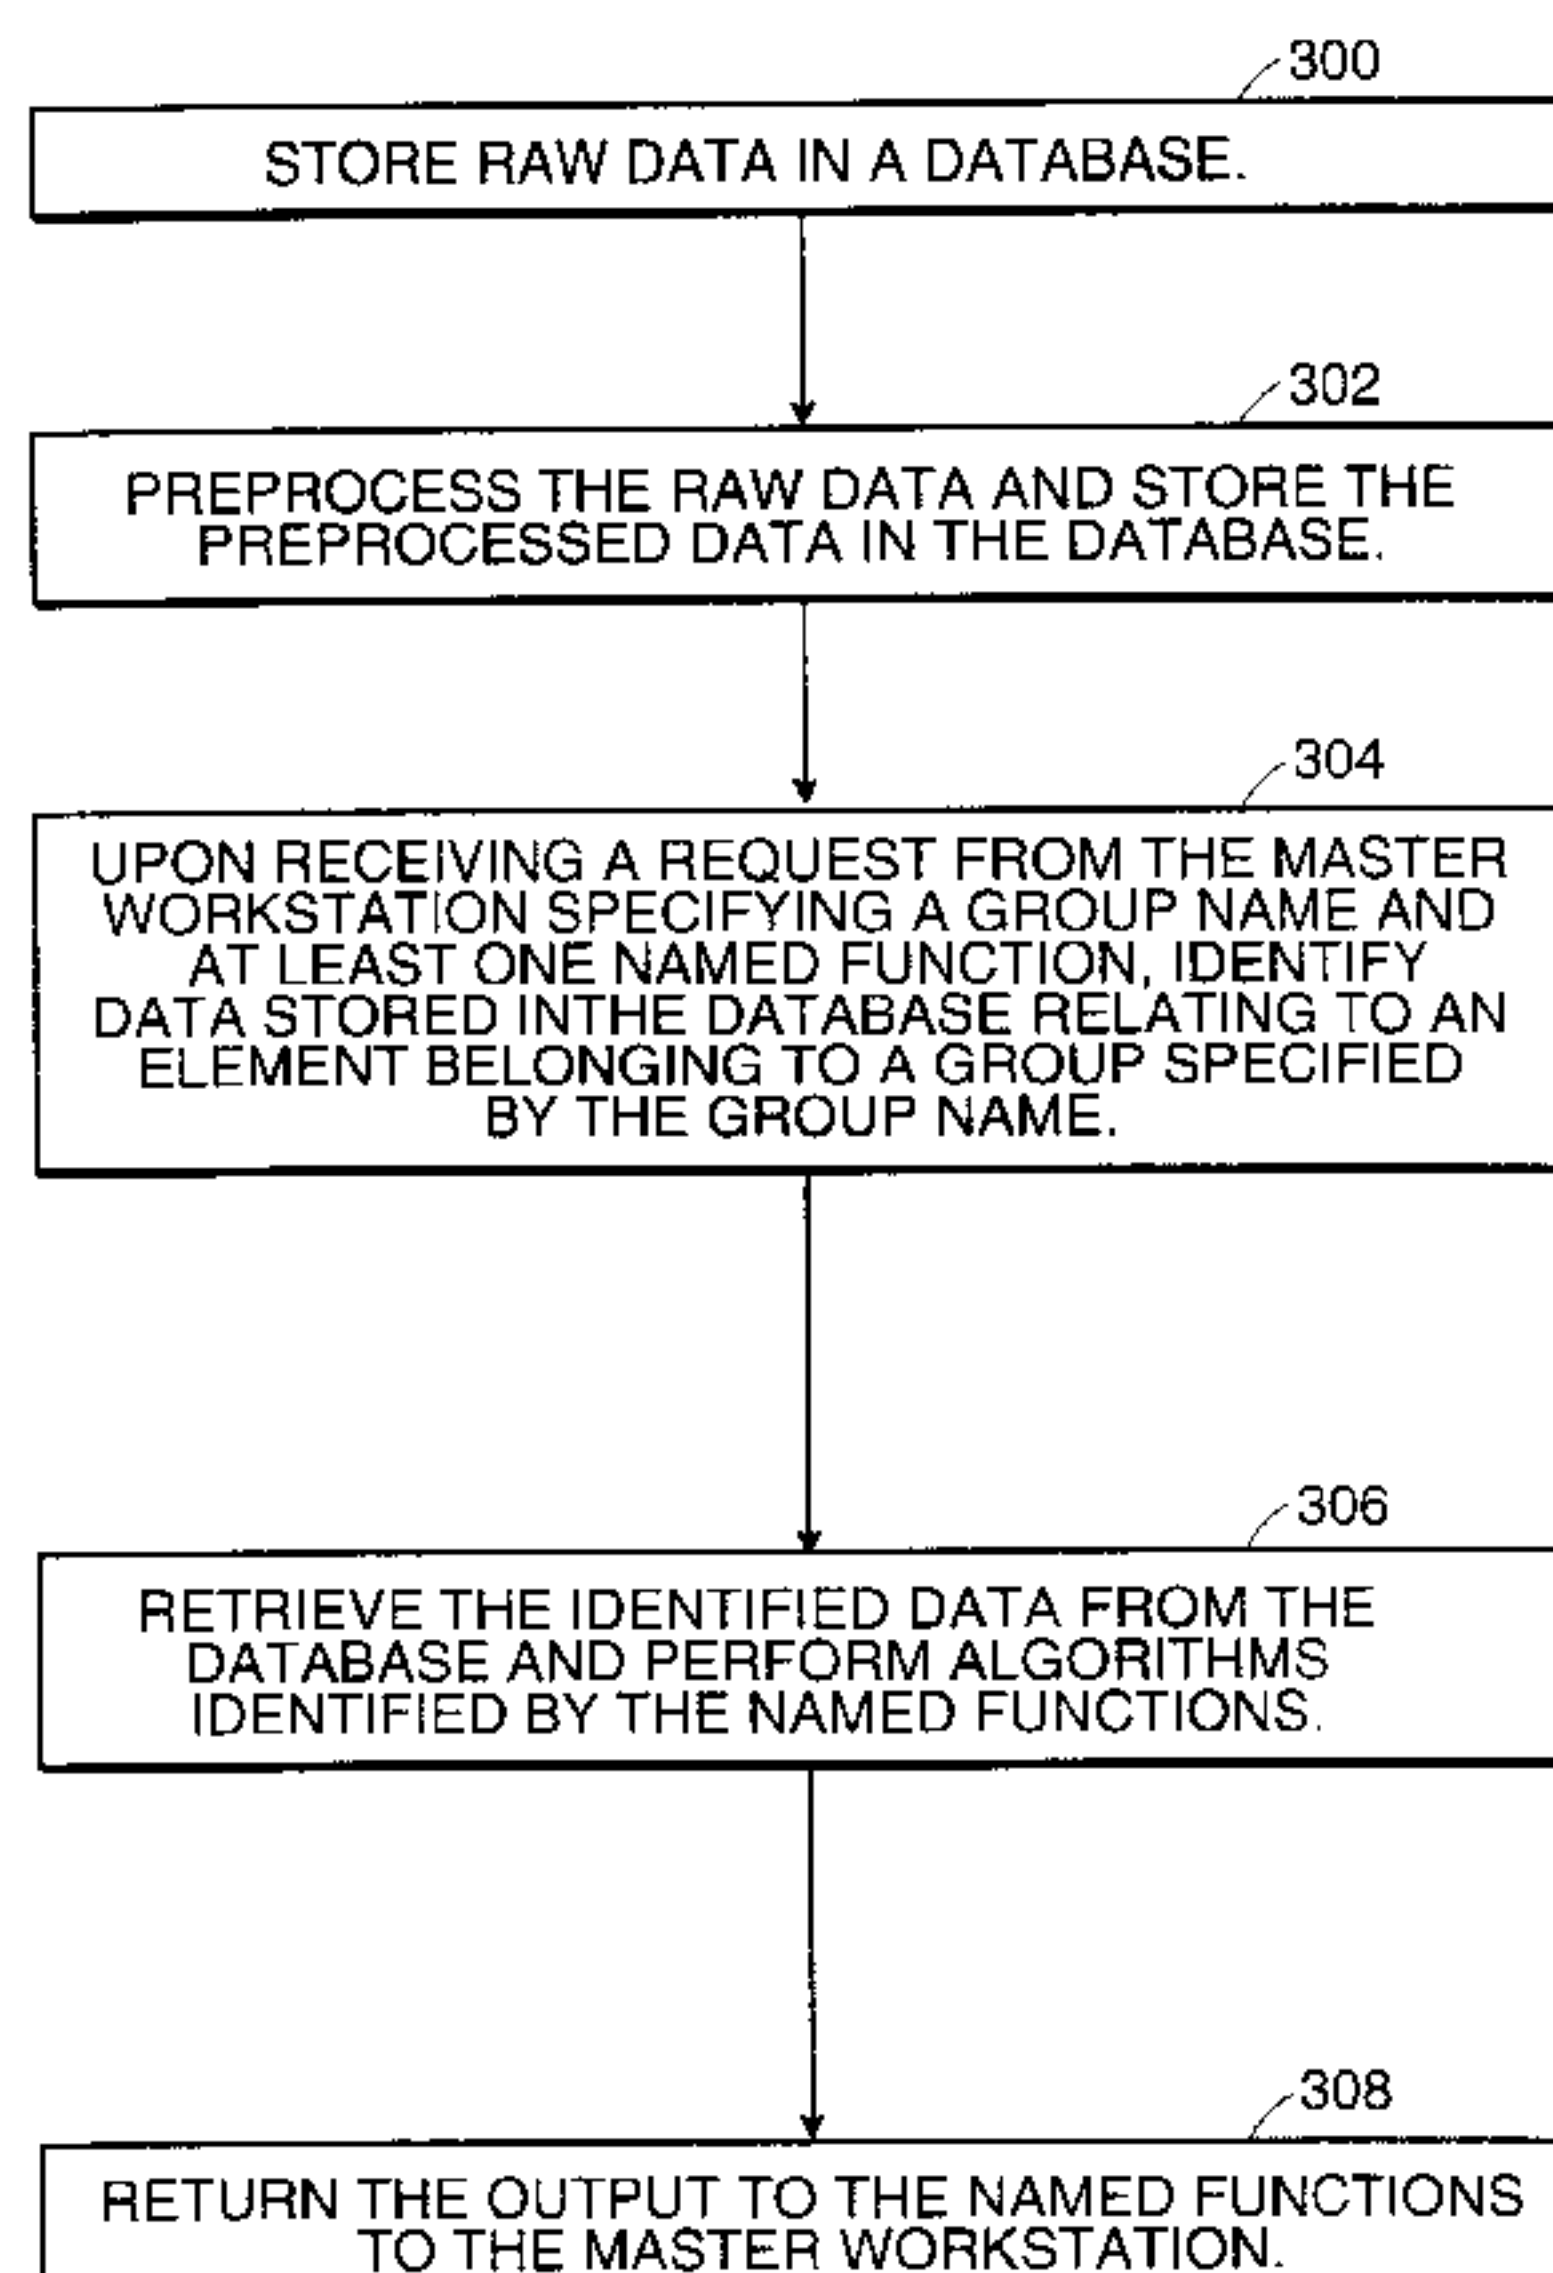 300
STORE RAW DATA IN A DATABASE.
302
PREPROCESS THE RAW DATA AND STORE THE
PREPROCESSED DATA IN THE DATABASE.
304
UPON RECEIVING A REQUEST FROM THE MASTER
WORKSTATION SPECIFYING A GROUP NAME AND
AT LEAST ONE NAMED FUNCTION, IDENTIFY
DATA STORED INTHE DATABASE RELATING TO AN
ELEMENT BELONGING TO A GROUP SPECIFIED
BY THE GROUP NAME.
306
RETRIEVE THE IDENTIFIED DATA FROM THE
DATABASE AND PERFORM ALGORITHMS
IDENTIFIED BY THE NAMED FUNCTIONS.
308
RETURN THE OUTPUT TO THE NAMED FUNCTIONS
TO THE MASTER WORKSTATION.